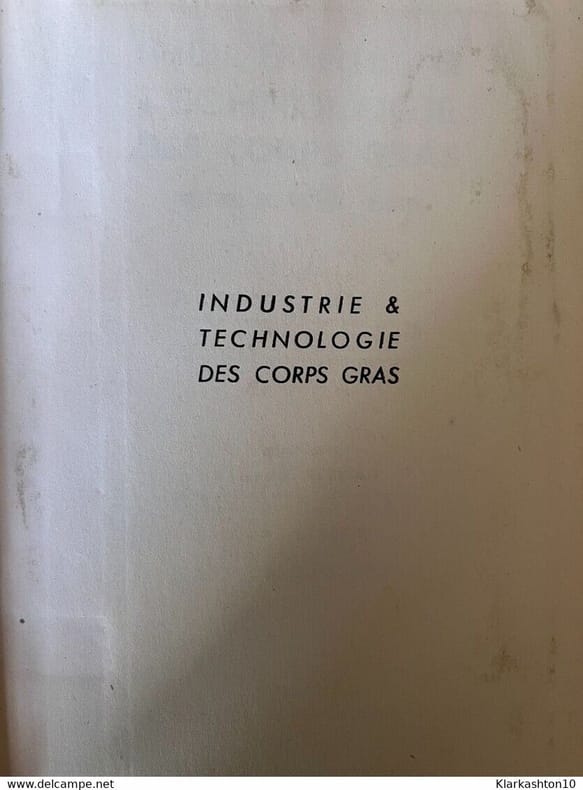 INDUSTRIE &
TECHNOLOGIE
DES CORPS GRAS
www.delcampe.net
Klarkashton10